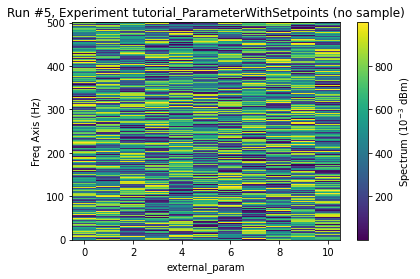 Run #5, Experiment tutorial_ParameterWithSetpoints (no sample)
500
400
300
200
100
0
Freq Axis (Hz)
0 2 4 6 8 10
external_param
800
600
400
200
Spectrum (10⁻³ dBm)